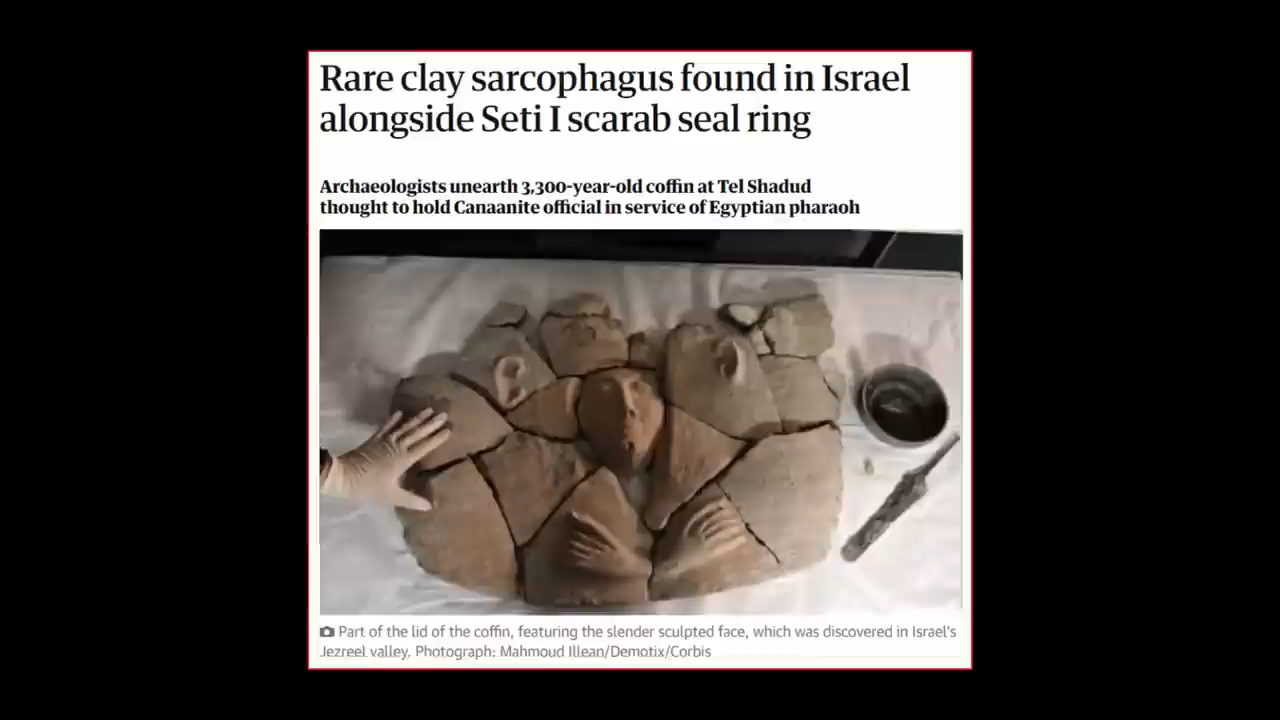 Rare clay sarcophagus found in Israel
alongside Seti I scarab seal ring
Archaeologists unearth 3,300-year-old coffin at Tel Shadud
thought to hold Canaanite official in service of Egyptian pharaoh
Part of the lid of the coffin, featuring the slender sculpted face, which was discovered in Israel's
Jezreel valley. Photograph: Mahmoud Illean/Demotix/Corbis